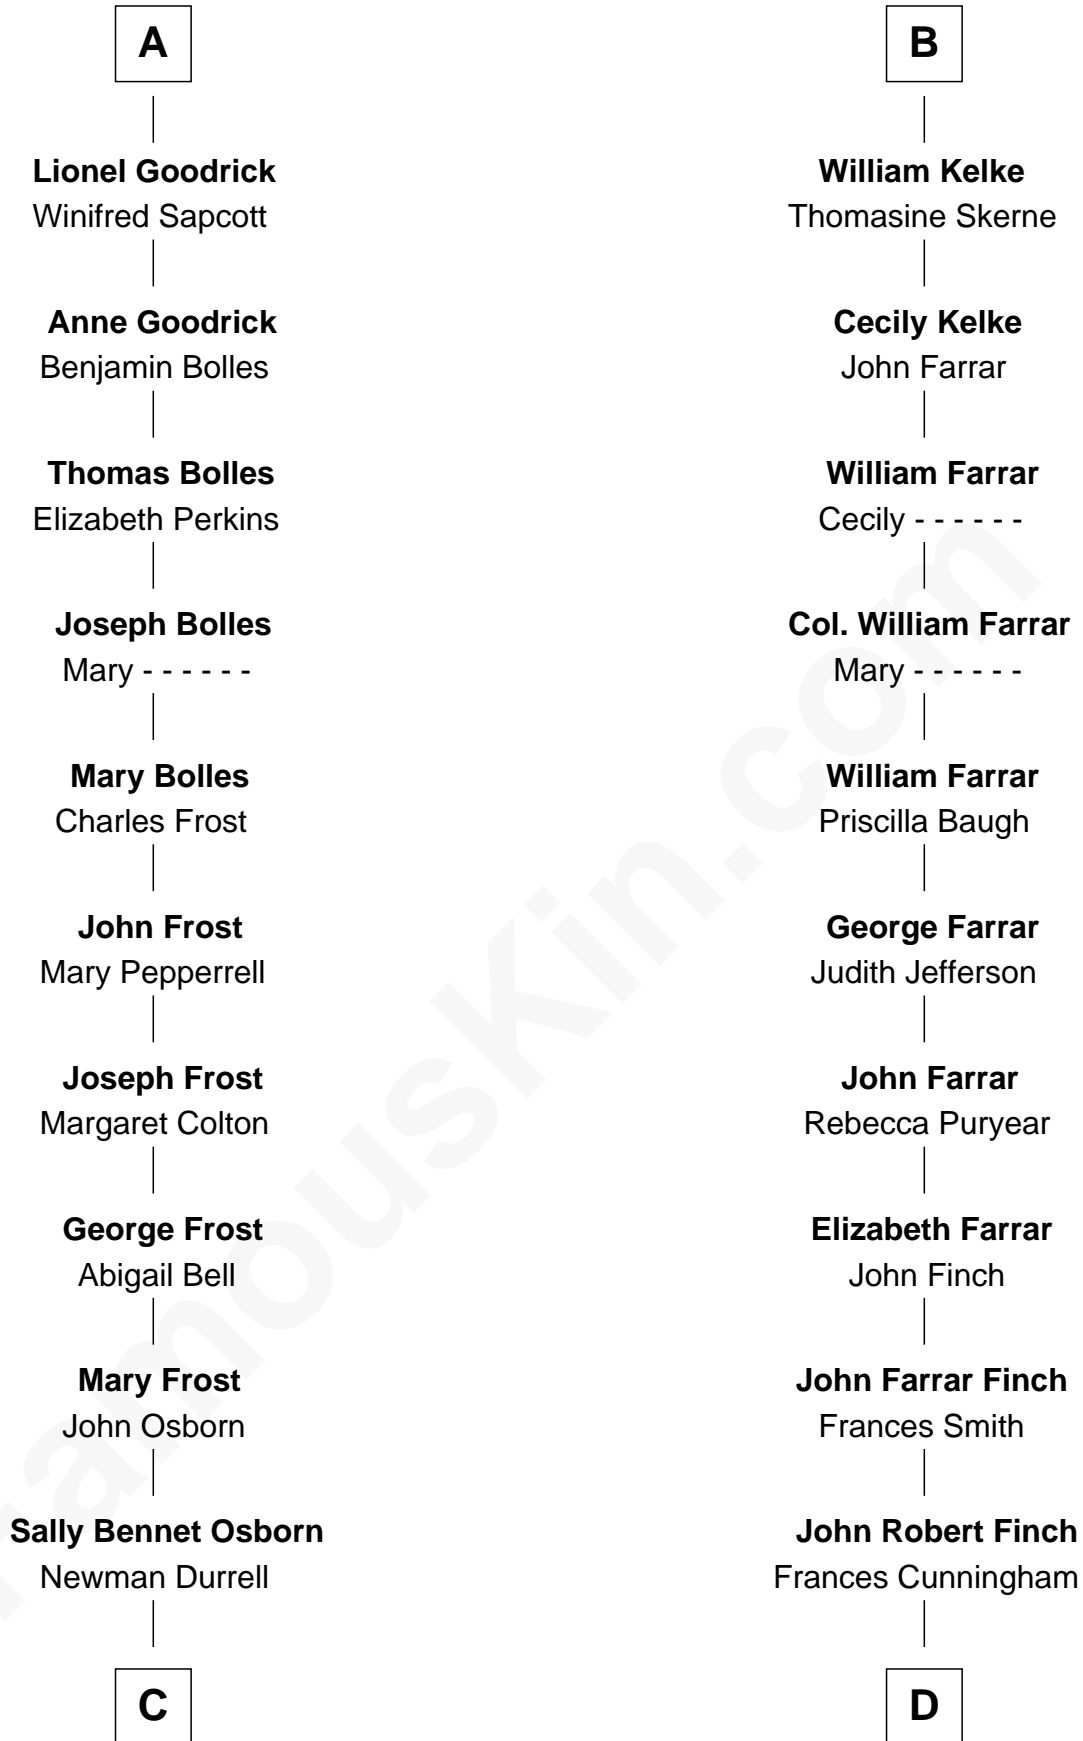 A
Lionel Goodrick
Winifred Sapcott
Anne Goodrick
Benjamin Bolles
Thomas Bolles
Elizabeth Perkins
Joseph Bolles
Mary - - - - - -
Mary Bolles
Charles Frost
John Frost
Mary Pepperrell
Joseph Frost
Margaret Colton
George Frost
Abigail Bell
Mary Frost
John Osborn
Sally Bennet Osborn
Newman Durrell
C
B
William Kelke
Thomasine Skerne
Cecily Kelke
John Farrar
William Farrar
Cecily - - - - - -
Col. William Farrar
Mary - - - - - -
William Farrar
Priscilla Baugh
George Farrar
Judith Jefferson
John Farrar
Rebecca Puryear
Elizabeth Farrar
John Finch
John Farrar Finch
Frances Smith
John Robert Finch
Frances Cunningham
D
FamousKin.com